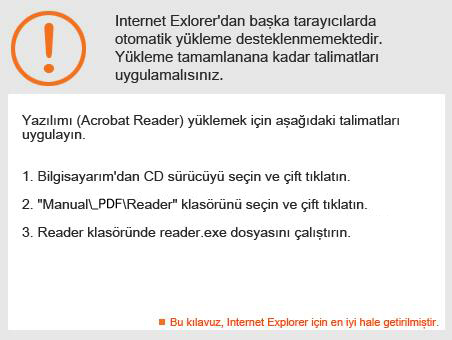 Internet Exlorer'dan başka tarayıcılarda
otomatik yükleme desteklenmemektedir.
Yükleme tamamlanana kadar talimatları
uygulamalısınız.
Yazılımı (Acrobat Reader) yüklemek için aşağıdaki talimatları
uygulayın.
1. Bilgisayarım'dan CD sürücüyü seçin ve çift tıklatın.
2. "Manual\_PDF\Reader" klasörünü seçin ve çift tıklatın.
3. Reader klasöründe reader.exe dosyasını çalıştırın.
Bu kılavuz, Internet Explorer için en iyi hale getirilmiştir.